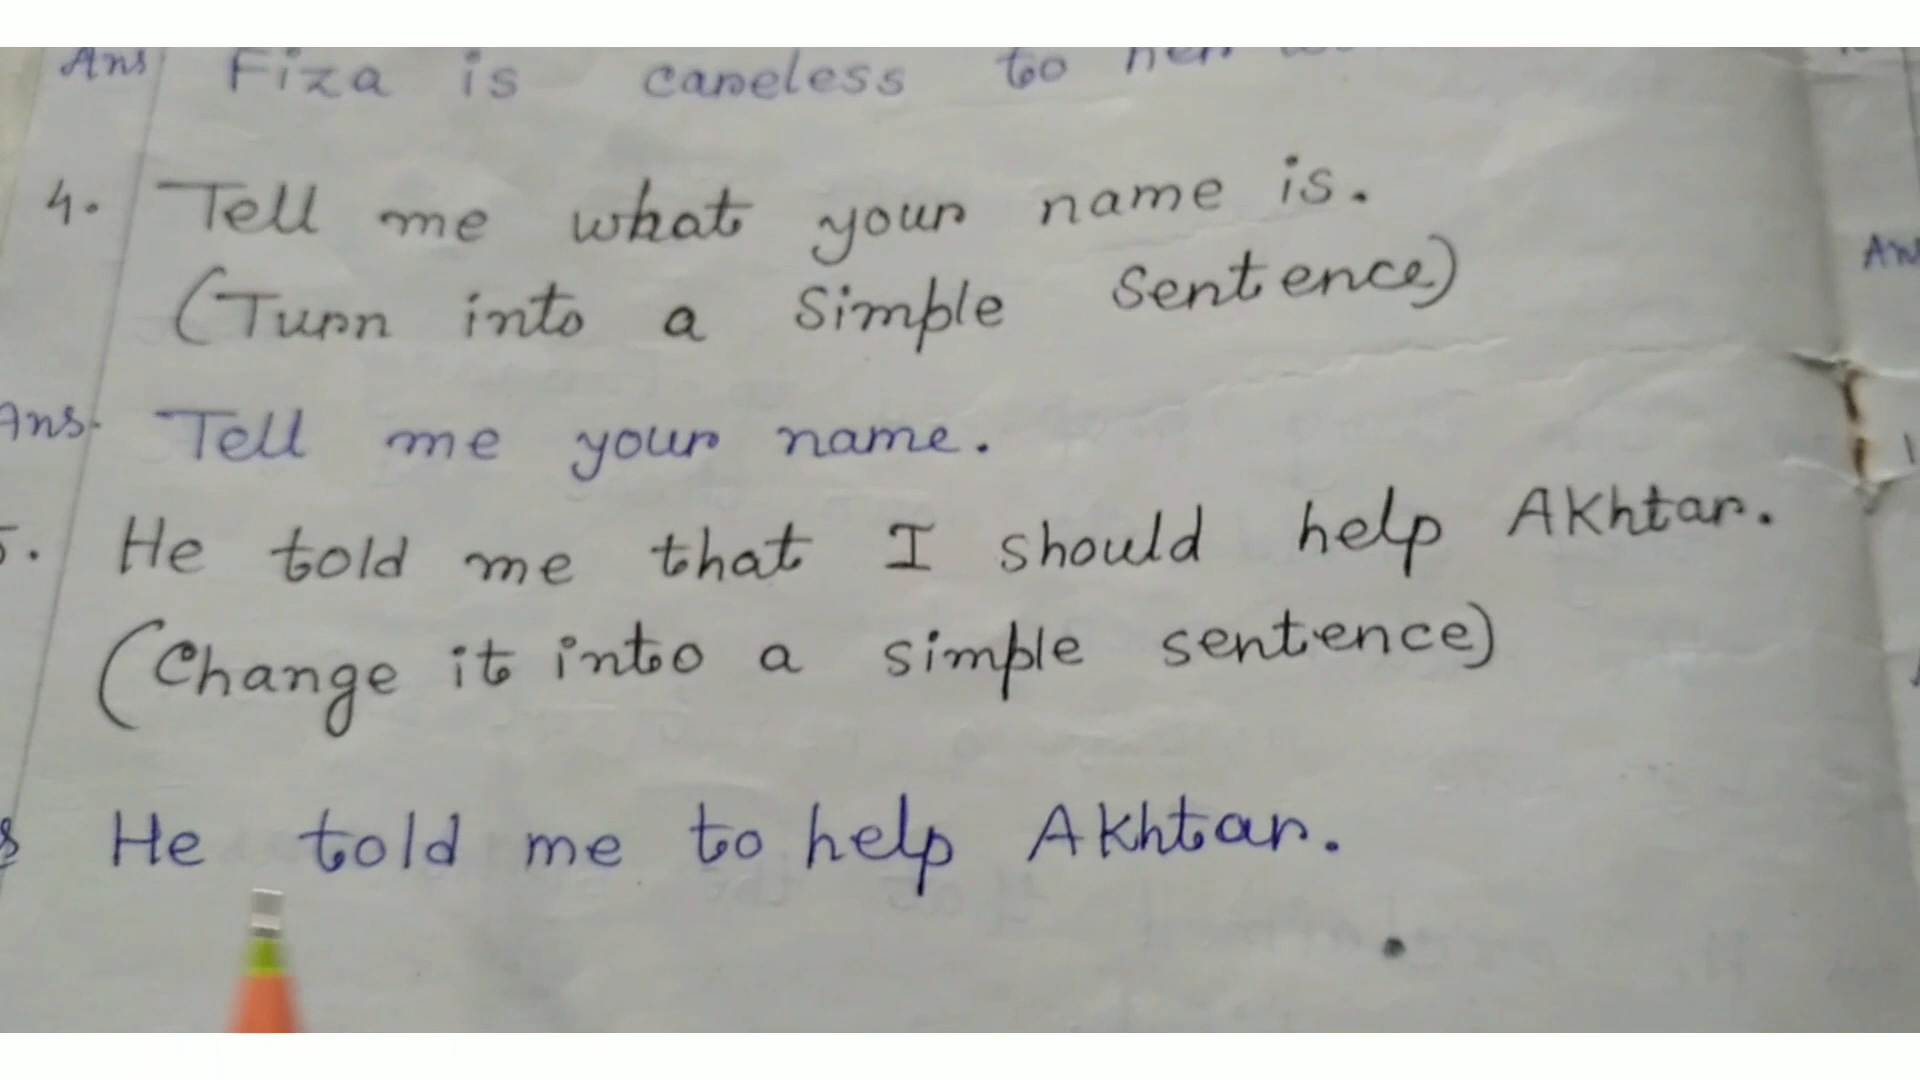 Ans Fiza is careless to her
4. Tell me what your name is.
(Turn into a simple sentence)
Ans. Tell me your name.
5. He told me that I should help Akhtar.
(Change it into a simple sentence)
He told me to help Akhtar.